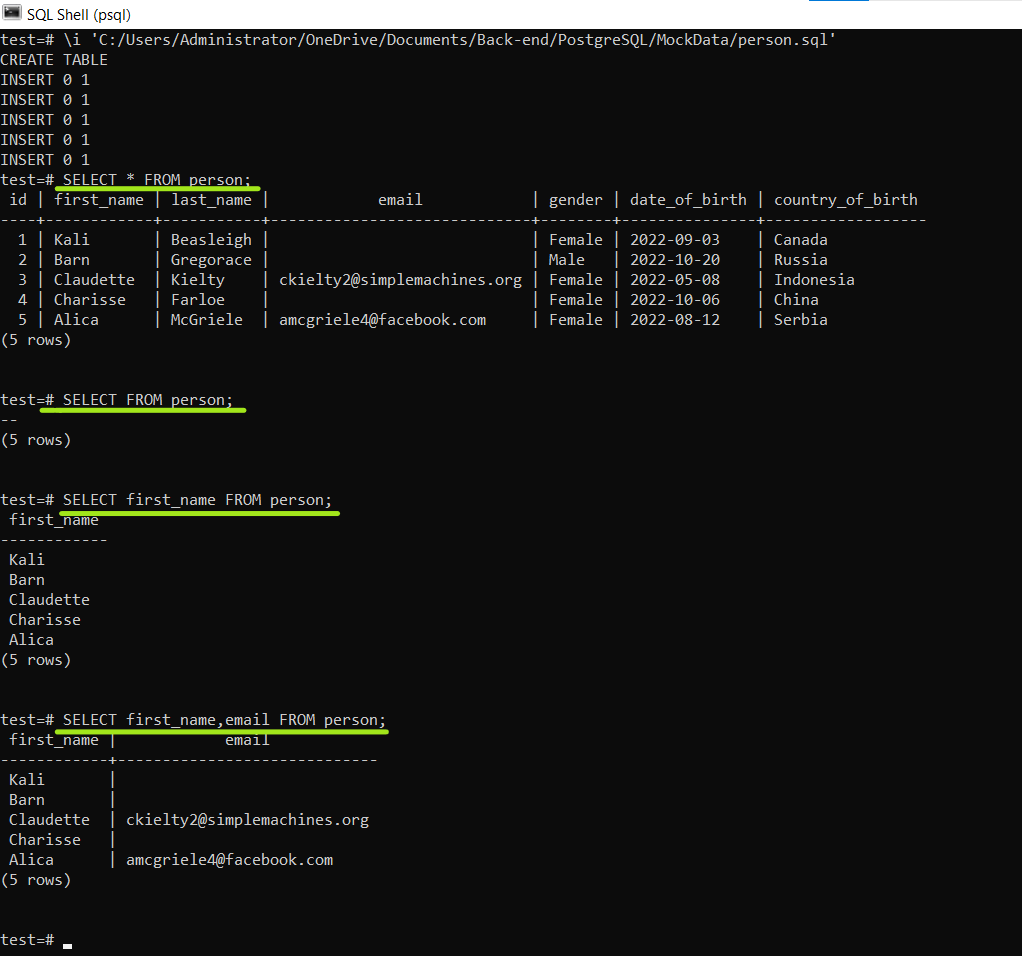 SQL Shell (psql)
test=# \i 'C:/Users/Administrator/OneDrive/Documents/Back-end/PostgreSQL/MockData/person.sql'
CREATE TABLE
INSERT 0 1
INSERT 0 1
INSERT 0 1
INSERT 0 1
INSERT 0 1
test=# SELECT * FROM person;
 id | first_name | last_name |            email            | gender | date_of_birth | country_of_birth
----+------------+-----------+-----------------------------+--------+---------------+------------------
  1 | Kali       | Beasleigh |                             | Female | 2022-09-03    | Canada
  2 | Barn       | Gregorace |                             | Male   | 2022-10-20    | Russia
  3 | Claudette  | Kielty    | ckielty2@simplemachines.org | Female | 2022-05-08    | Indonesia
  4 | Charisse   | Farloe    |                             | Female | 2022-10-06    | China
  5 | Alica      | McGriele  | amcgriele4@facebook.com     | Female | 2022-08-12    | Serbia
(5 rows)
test=# SELECT FROM person;
--
(5 rows)
test=# SELECT first_name FROM person;
 first_name
------------
 Kali
 Barn
 Claudette
 Charisse
 Alica
(5 rows)
test=# SELECT first_name,email FROM person;
 first_name |            email
------------+-----------------------------
 Kali       |
 Barn       |
 Claudette  | ckielty2@simplemachines.org
 Charisse   |
 Alica      | amcgriele4@facebook.com
(5 rows)
test=#